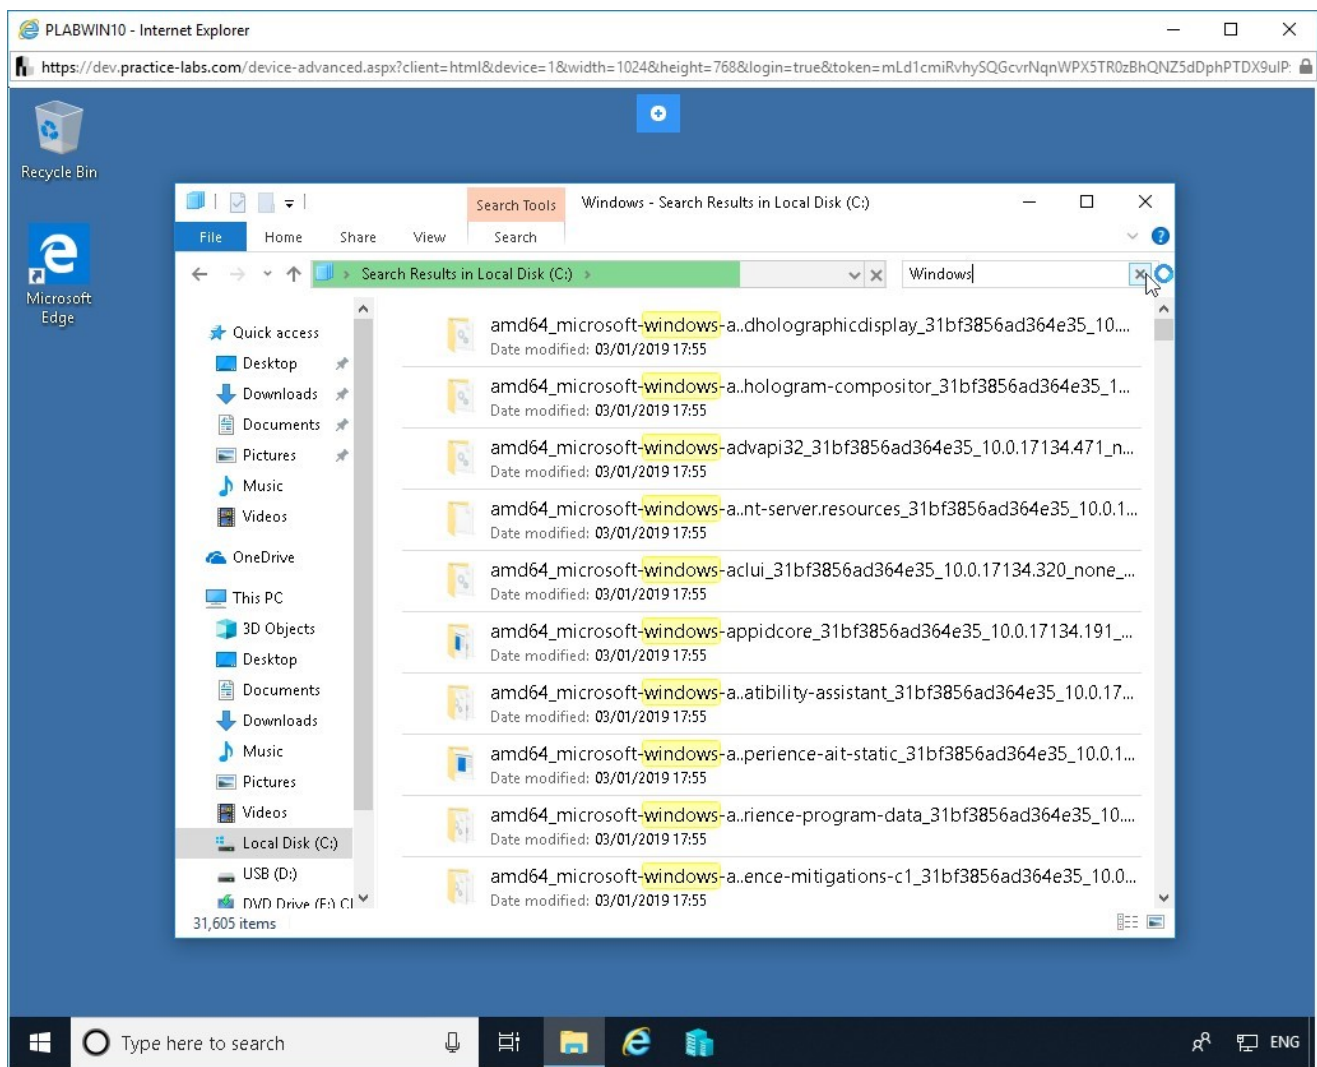 PLABWIN10 - Internet Explorer
https://dev.practice-labs.com/device-advanced.aspx?client=html&device=1&width=1024&height=768&login=true&token=mLd1cmiRvhySQGcvrNqnWPX5TR0zBhQNZ5dDphPTDX9uIP:
Recycle Bin
Microsoft
Edge
Search Tools
Windows - Search Results in Local Disk (C:)
File
Home
Share
View
Search
Search Results in Local Disk (C:)
Windows
Quick access
Desktop
Downloads
Documents
Pictures
Music
Videos
OneDrive
This PC
3D Objects
Desktop
Documents
Downloads
Music
Pictures
Videos
Local Disk (C:)
USB (D:)
DVD Drive (F:) CI
amd64_microsoft-windows-a..dholographicdisplay_31bf3856ad364e35_10....
Date modified: 03/01/2019 17:55
amd64_microsoft-windows-a..hologram-compositor_31bf3856ad364e35_1...
Date modified: 03/01/2019 17:55
amd64_microsoft-windows-advapi32_31bf3856ad364e35_10.0.17134.471_n...
Date modified: 03/01/2019 17:55
amd64_microsoft-windows-a..nt-server.resources_31bf3856ad364e35_10.0.1...
Date modified: 03/01/2019 17:55
amd64_microsoft-windows-aclui_31bf3856ad364e35_10.0.17134.320_none_...
Date modified: 03/01/2019 17:55
amd64_microsoft-windows-appidcore_31bf3856ad364e35_10.0.17134.191_...
Date modified: 03/01/2019 17:55
amd64_microsoft-windows-a..atibility-assistant_31bf3856ad364e35_10.0.17...
Date modified: 03/01/2019 17:55
amd64_microsoft-windows-a..perience-ait-static_31bf3856ad364e35_10.0.1...
Date modified: 03/01/2019 17:55
amd64_microsoft-windows-a..rience-program-data_31bf3856ad364e35_10....
Date modified: 03/01/2019 17:55
amd64_microsoft-windows-a..ence-mitigations-c1_31bf3856ad364e35_10.0...
Date modified: 03/01/2019 17:55
31,605 items
Type here to search
ENG